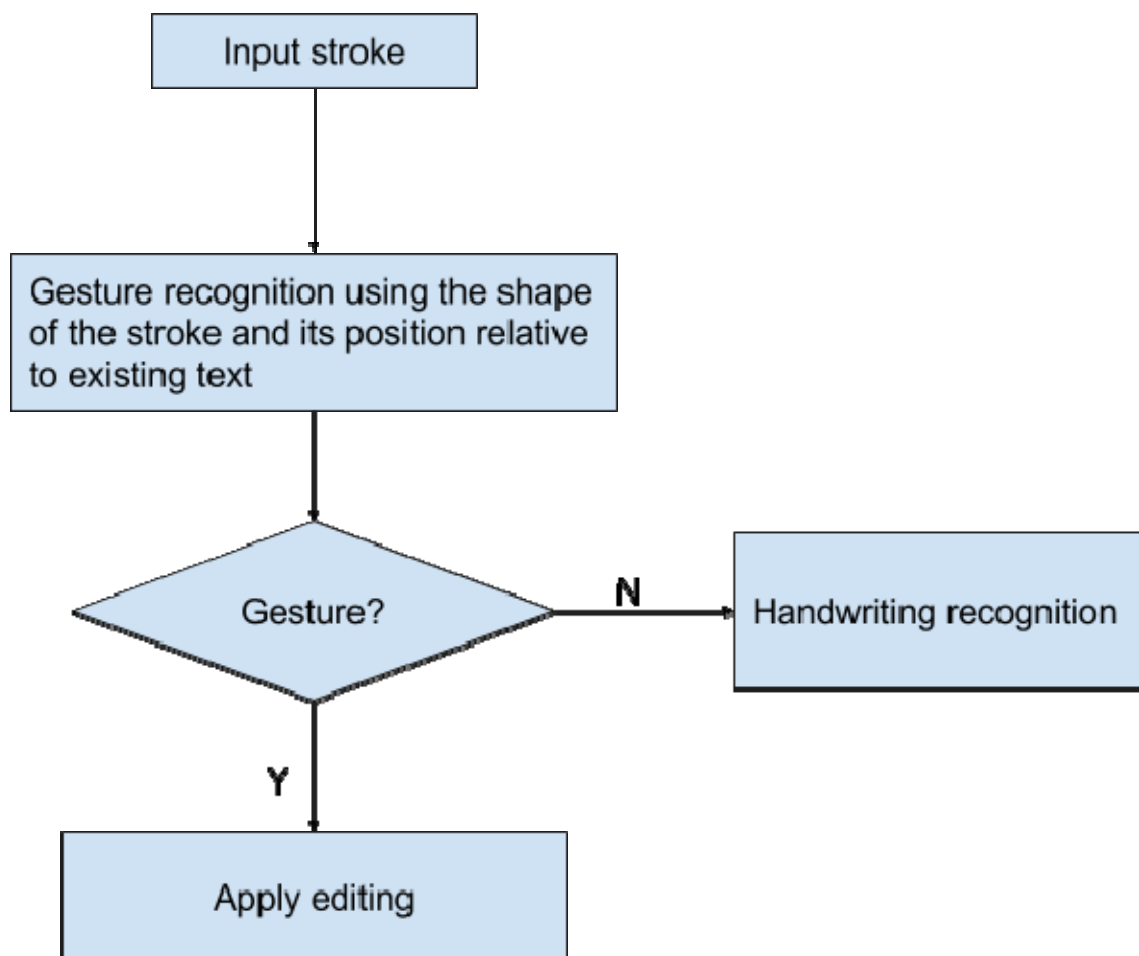 Input stroke
Gesture recognition using the shape
of the stroke and its position relative
to existing text
Gesture?
N
Handwriting recognition
Y
Apply editing